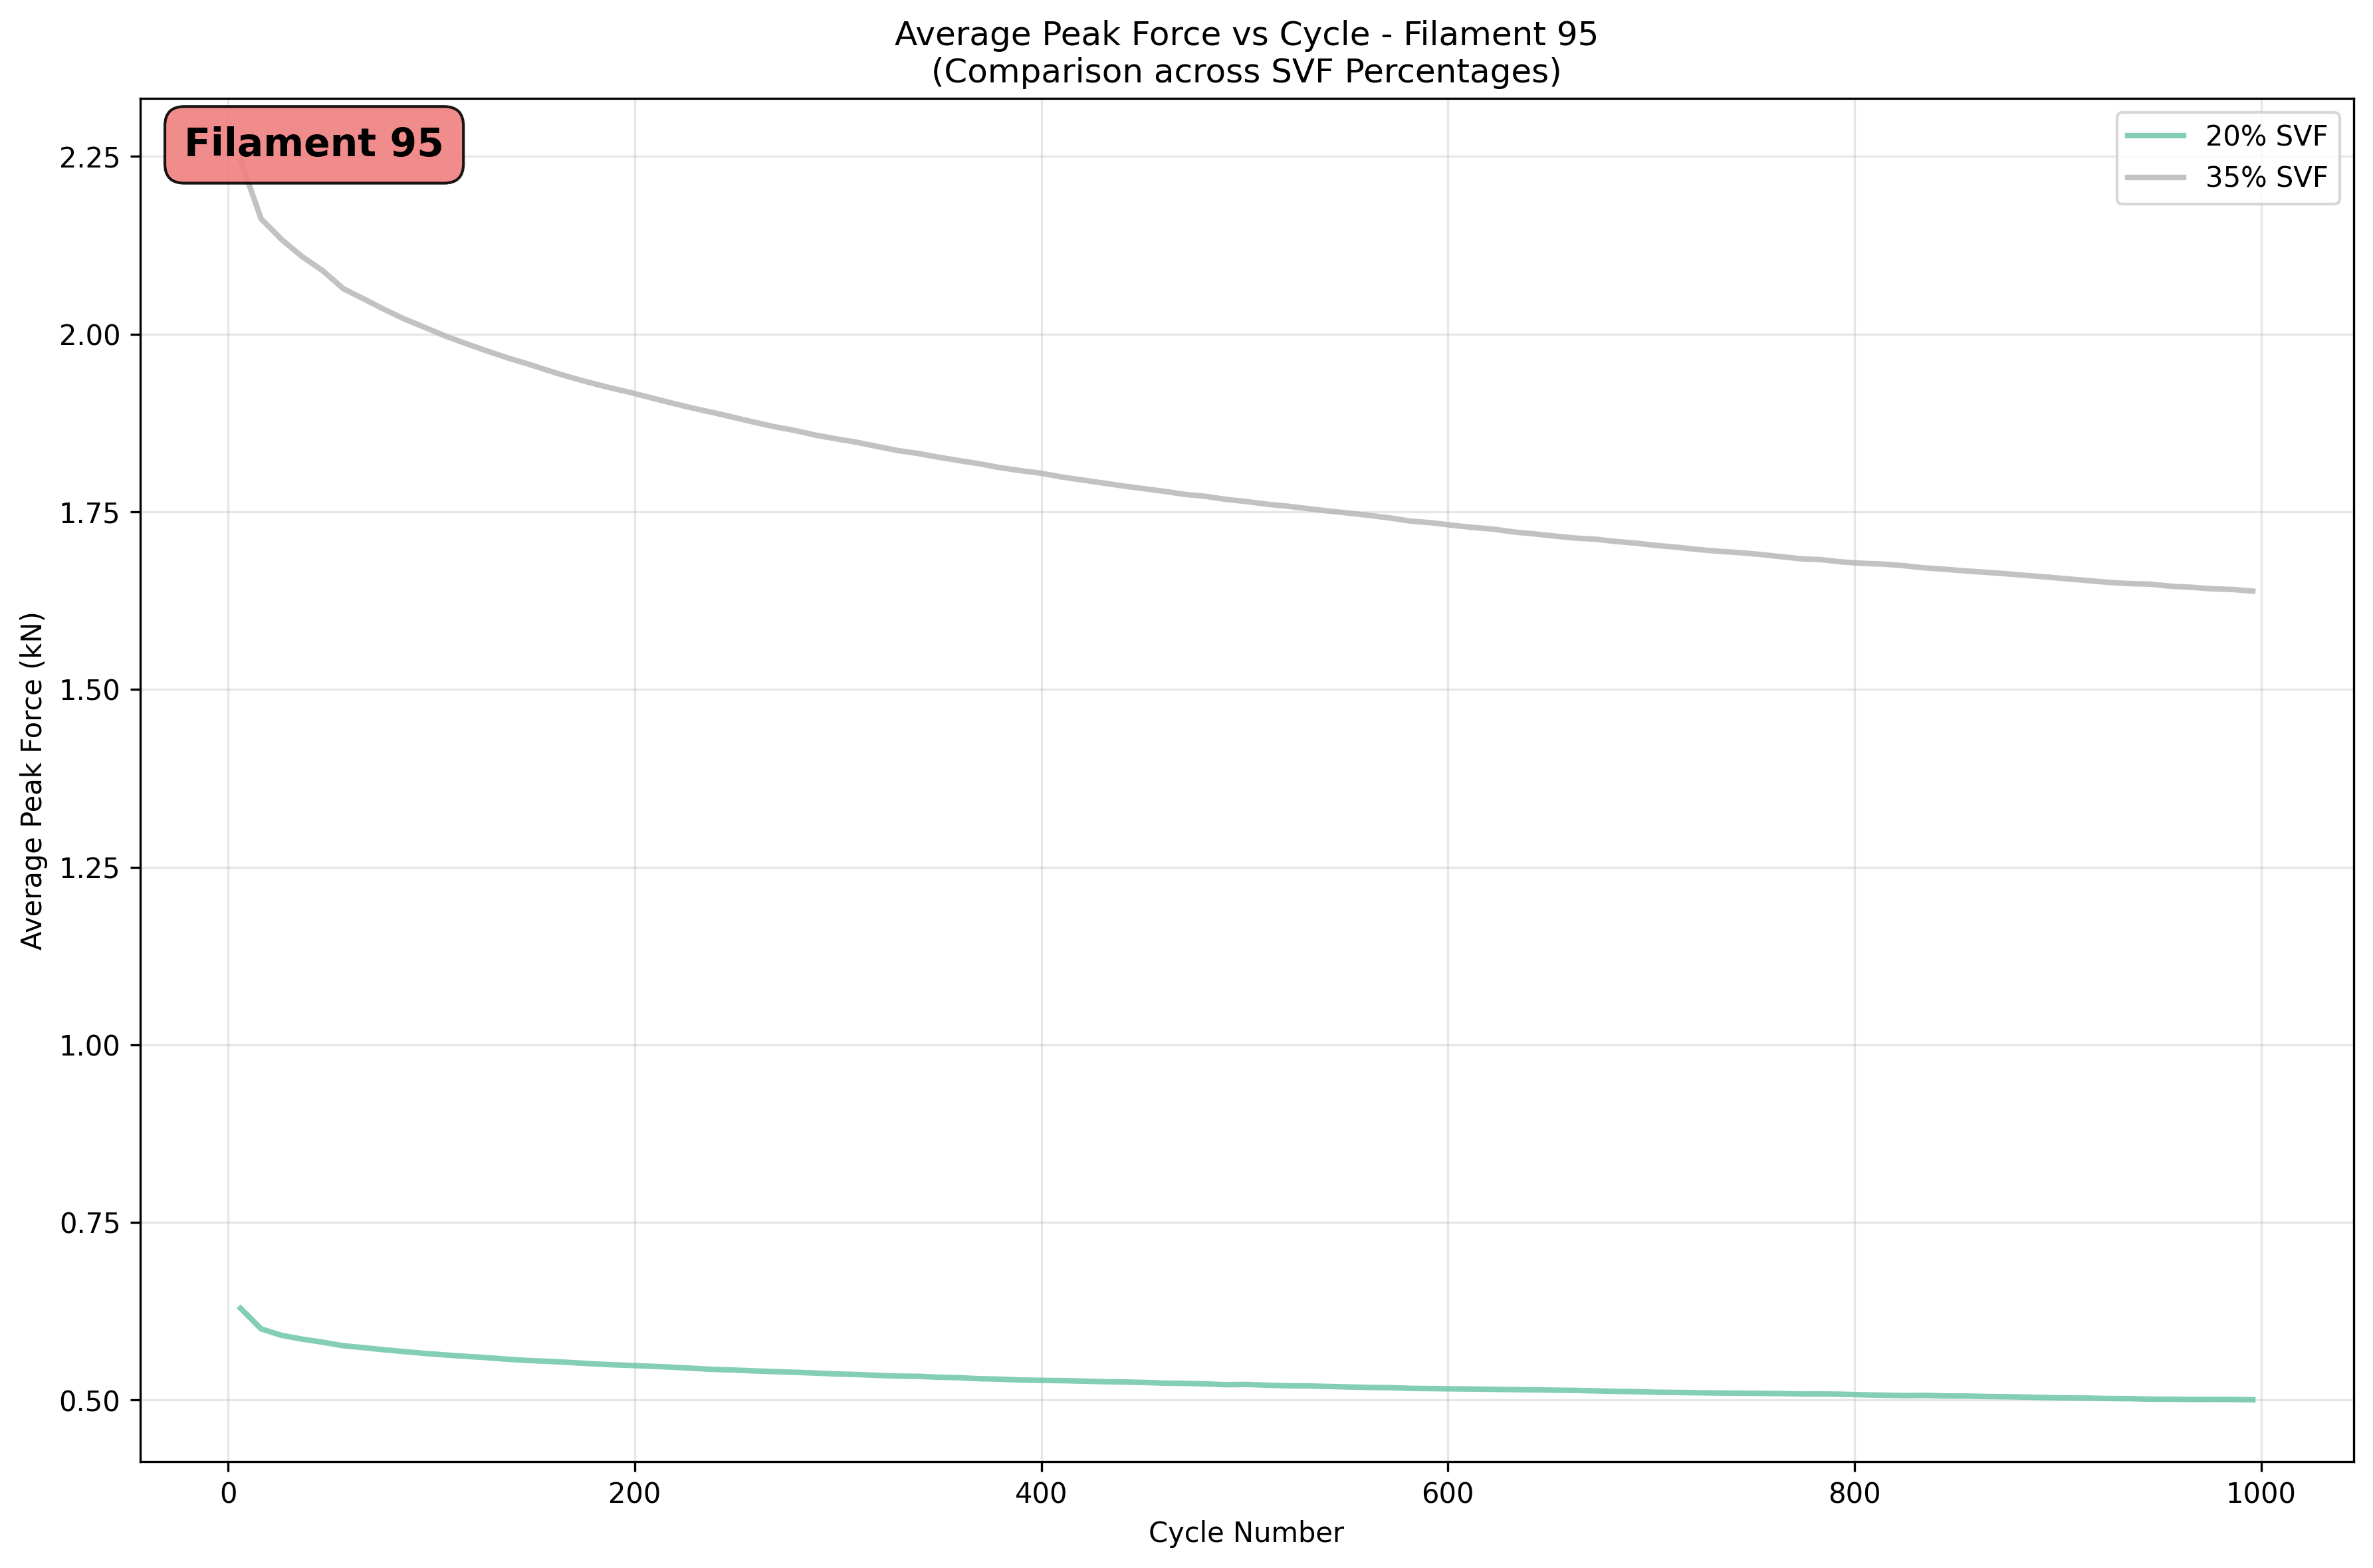 Average Peak Force vs Cycle - Filament 95
(Comparison across SVF Percentages)
Filament 95
20% SVF
35% SVF
2.25
2.00
1.75
1.50
1.25
1.00
0.75
0.50
Average Peak Force (kN)
0 200 400 600 800 1000
Cycle Number